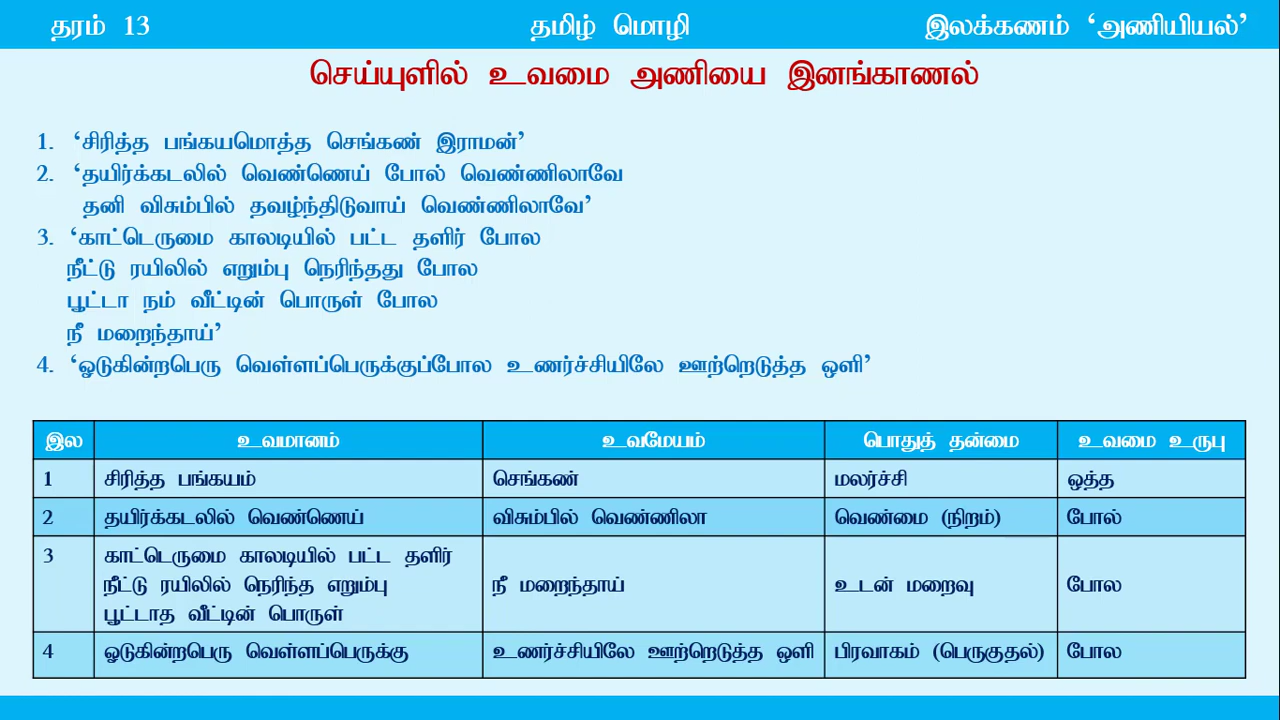 தரம் 13 தமிழ் மொழி இலக்கணம் ‘அணியியல்’
செய்யுளில் உவமை அணியை இனங்காணல்
1. ‘சிரித்த பங்கயமொத்த செங்கண் இராமன்’
2. ‘தயிர்க்கடலில் வெண்ணெய் போல் வெண்ணிலாவே
தனி விசும்பில் தவழ்ந்திடுவாய் வெண்ணிலாவே’
3. ‘காட்டெருமை காலடியில் பட்ட தளிர் போல
நீட்டு ரயிலில் எறும்பு நெரிந்தது போல
பூட்டா நம் வீட்டின் பொருள் போல
நீ மறைந்தாய்’
4. ‘ஓடுகின்றபெரு வெள்ளப்பெருக்குப்போல உணர்ச்சியிலே ஊற்றெடுத்த ஒளி’
இல உவமானம் உவமேயம் பொதுத் தன்மை உவமை உருபு
1 சிரித்த பங்கயம் செங்கண் மலர்ச்சி ஒத்த
2 தயிர்க்கடலில் வெண்ணெய் விசும்பில் வெண்ணிலா வெண்மை (நிறம்) போல்
3 காட்டெருமை காலடியில் பட்ட தளிர்
நீட்டு ரயிலில் நெரிந்த எறும்பு நீ மறைந்தாய் உடன் மறைவு போல
பூட்டாத வீட்டின் பொருள்
4 ஓடுகின்றபெரு வெள்ளப்பெருக்கு உணர்ச்சியிலே ஊற்றெடுத்த ஒளி பிரவாகம் (பெருகுதல்) போல